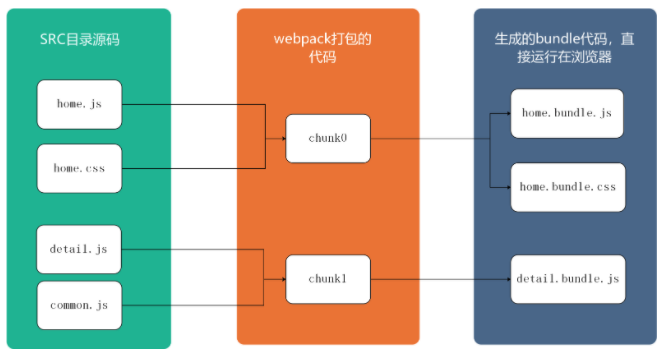 SRC目录源码
home.js
home.css
detail.js
common.js
webpack打包的
代码
chunk0
chunk1
生成的bundle代码，直
接运行在浏览器
home.bundle.js
home.bundle.css
detail.bundle.js